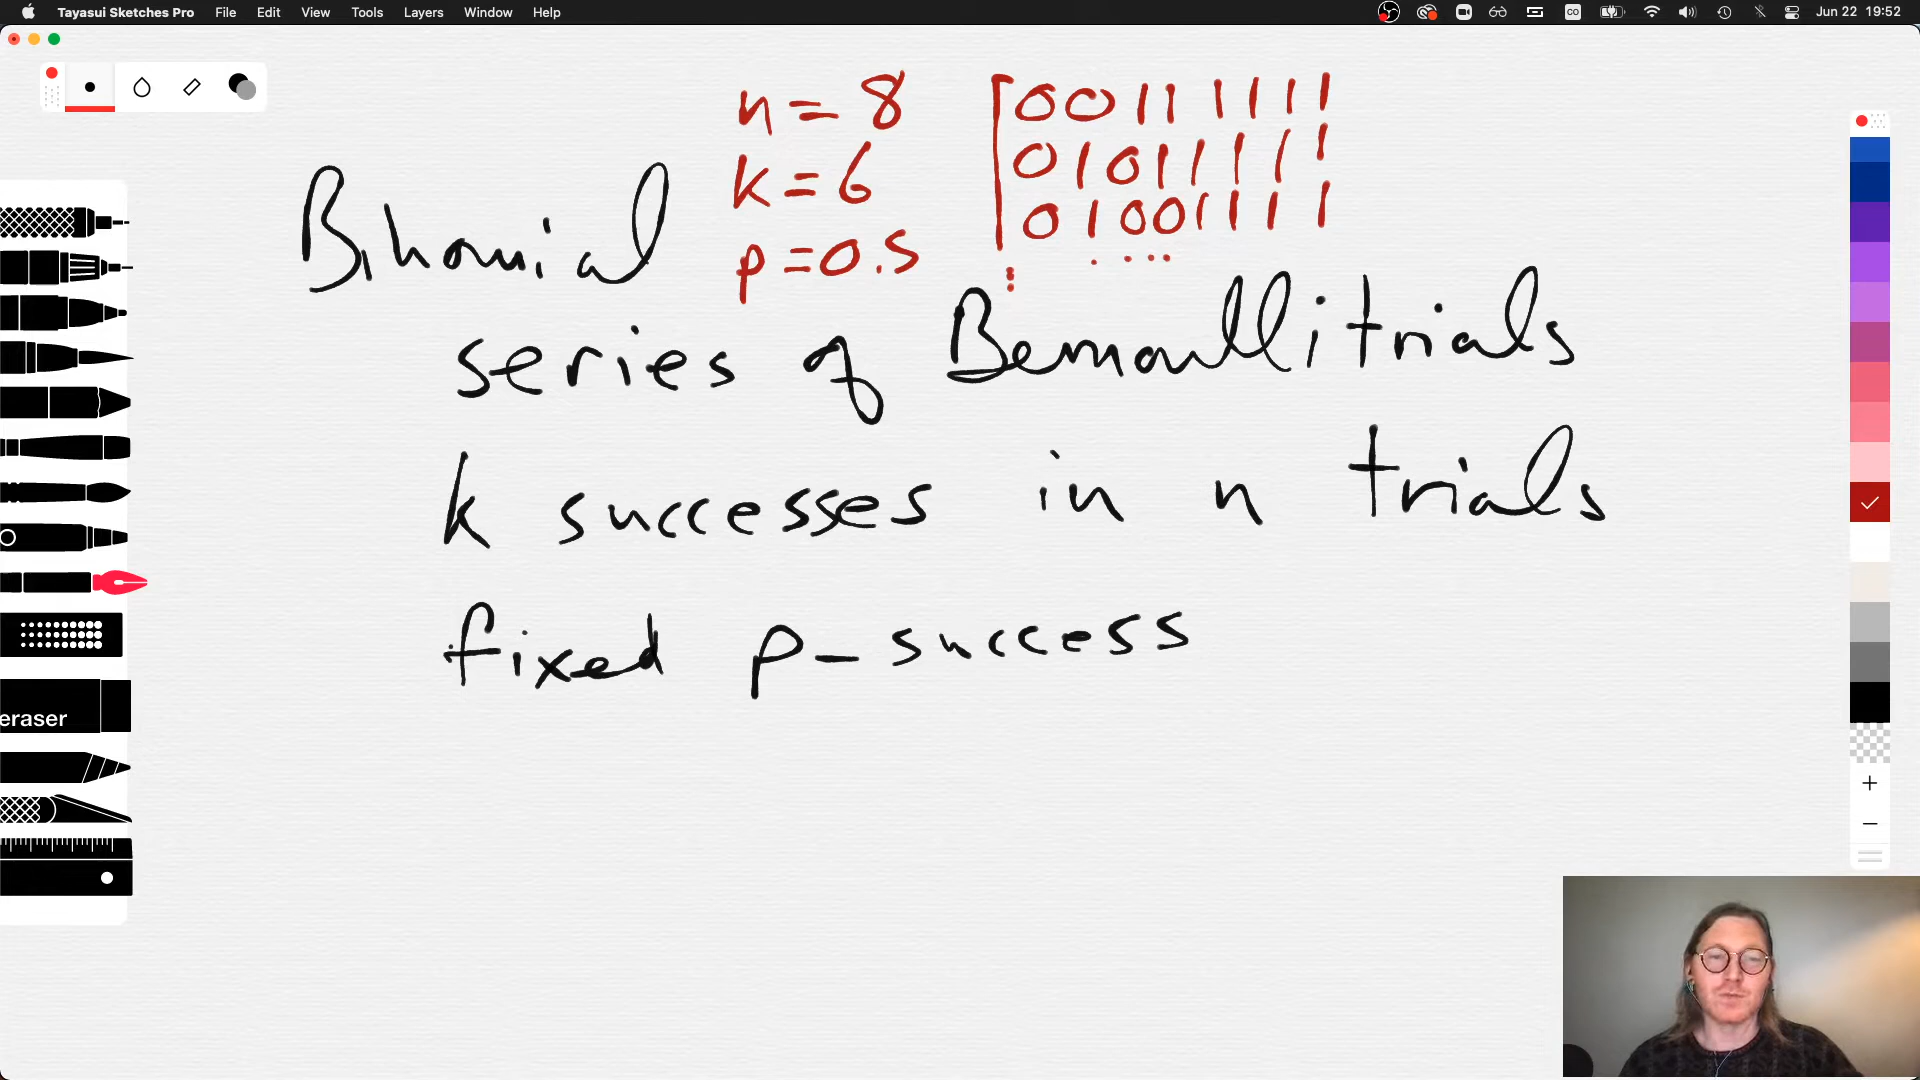 Tayasui Sketches Pro File Edit View Tools Layers Window Help Jun 22 19:52
n = 8
k = 6
p = 0.5
00111111
01011111
01001111
Binomial
series of Bernoulli trials
k successes in n trials
fixed p-success
eraser